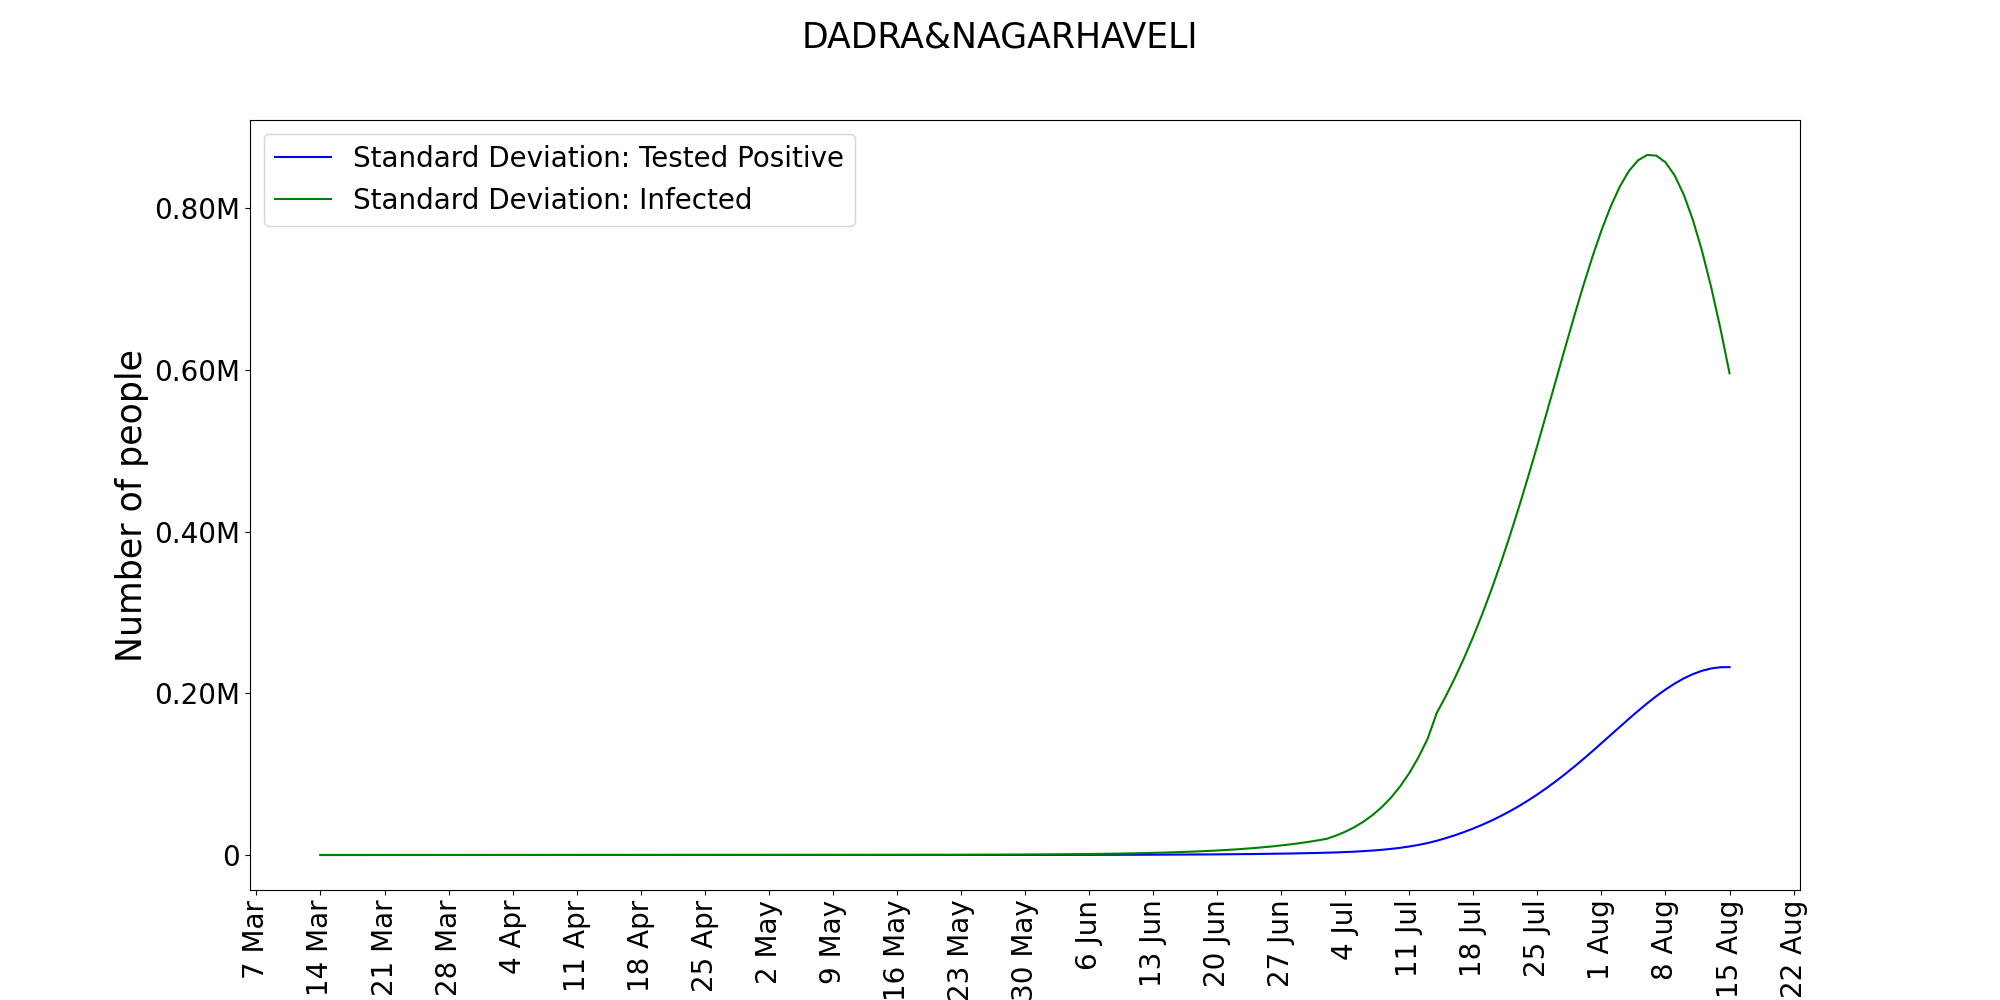 DADRA&NAGARHAVELI
Standard Deviation: Tested Positive
Standard Deviation: Infected
Number of people
0.80M
0.60M
0.40M
0.20M
0
7 Mar
14 Mar
21 Mar
28 Mar
4 Apr
11 Apr
18 Apr
25 Apr
2 May
9 May
16 May
23 May
30 May
6 Jun
13 Jun
20 Jun
27 Jun
4 Jul
11 Jul
18 Jul
25 Jul
1 Aug
8 Aug
15 Aug
22 Aug